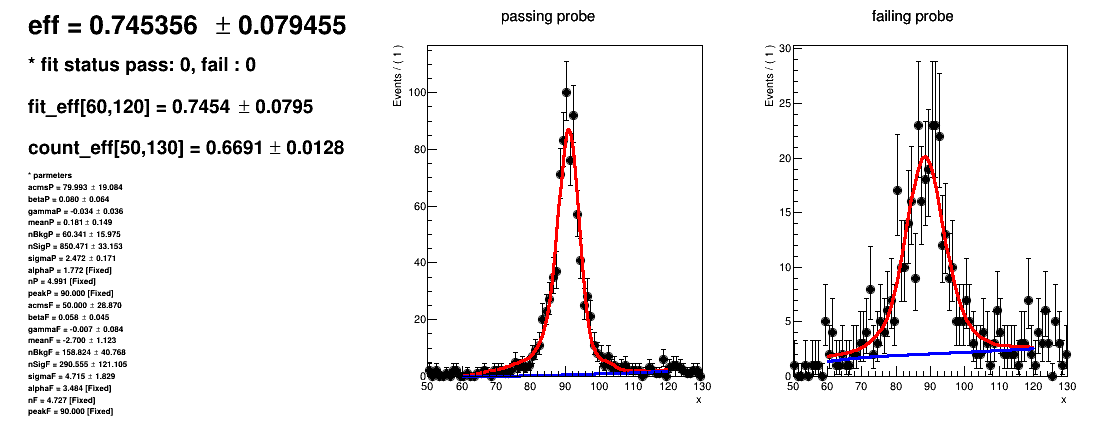 eff = 0.745356 ± 0.079455
* fit status pass: 0, fail : 0
fit_eff[60,120] = 0.7454 ± 0.0795
count_eff[50,130] = 0.6691 ± 0.0128
* parmeters
acmsP = 79.993 ± 19.084
betaP = 0.080 ± 0.064
gammaP = -0.034 ± 0.036
meanP = 0.181 ± 0.149
nBkgP = 60.341 ± 15.975
nSigP = 850.471 ± 33.153
sigmaP = 2.472 ± 0.171
alphaP = 1.772 [Fixed]
nP = 4.991 [Fixed]
peakP = 90.000 [Fixed]
acmsF = 50.000 ± 28.870
betaF = 0.058 ± 0.045
gammaF = -0.007 ± 0.084
meanF = -2.700 ± 1.123
nBkgF = 158.824 ± 40.768
nSigF = 290.555 ± 121.105
sigmaF = 4.715 ± 1.829
alphaF = 3.484 [Fixed]
nF = 4.727 [Fixed]
peakF = 90.000 [Fixed]
passing probe
Events / ( 1 )
100
80
60
40
20
0
50 60 70 80 90 100 110 120 130
x
failing probe
Events / ( 1 )
30
25
20
15
10
5
0
50 60 70 80 90 100 110 120 130
x